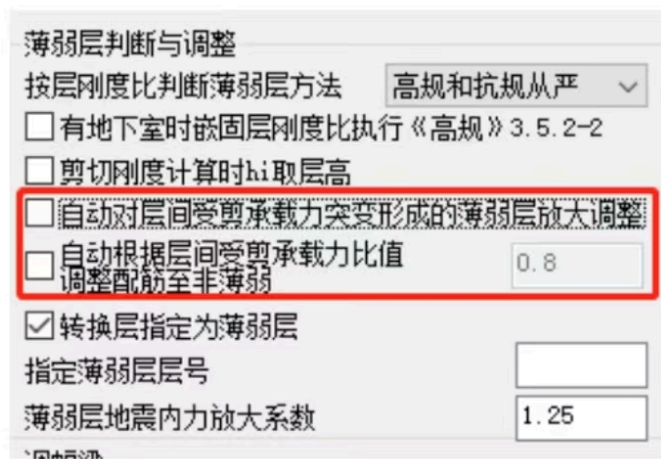 薄弱层判断与调整
按层刚度比判断薄弱层方法 高规和抗规从严
有地下室时嵌固层刚度比执行《高规》3.5.2-2
剪切刚度计算时hi取层高
自动对层间受剪承载力突变形成的薄弱层放大调整
自动根据层间受剪承载力比值
调整配筋至非薄弱 0.8
转换层指定为薄弱层
指定薄弱层层号
薄弱层地震内力放大系数 1.25